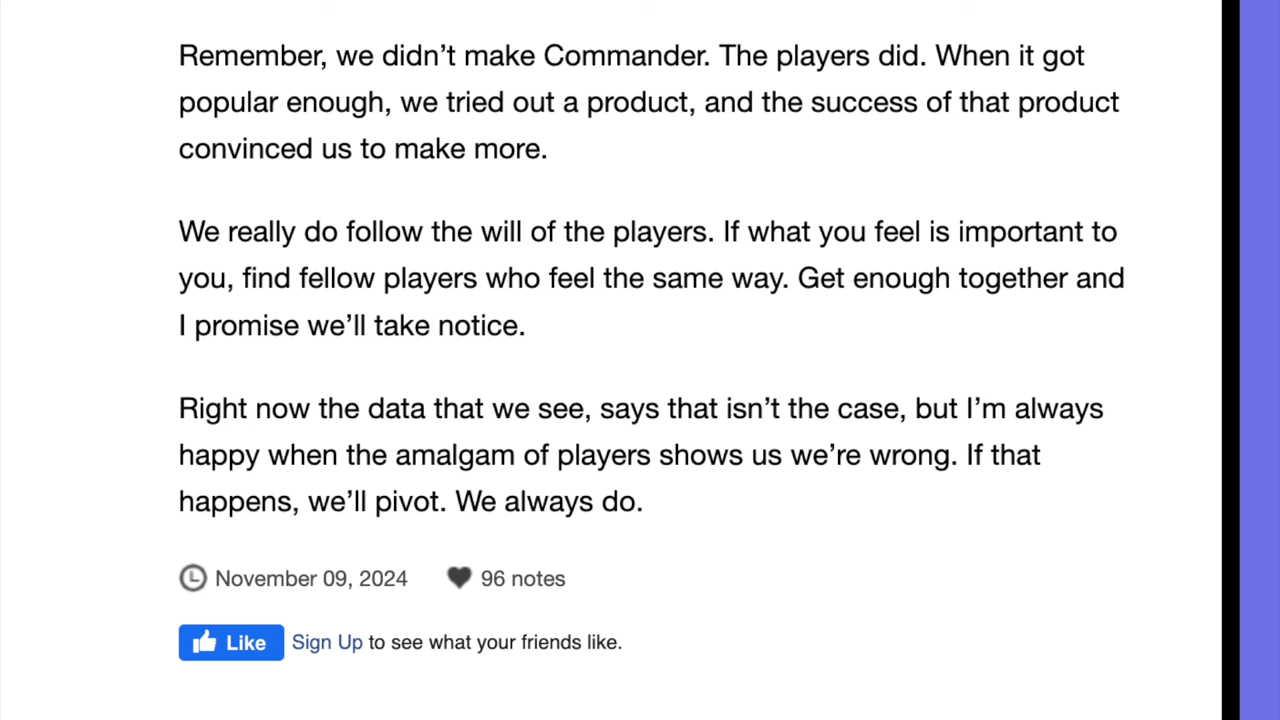 Remember, we didn’t make Commander. The players did. When it got
popular enough, we tried out a product, and the success of that product
convinced us to make more.
We really do follow the will of the players. If what you feel is important to
you, find fellow players who feel the same way. Get enough together and
I promise we’ll take notice.
Right now the data that we see, says that isn’t the case, but I’m always
happy when the amalgam of players shows us we’re wrong. If that
happens, we’ll pivot. We always do.
November 09, 2024 96 notes
Like Sign Up to see what your friends like.